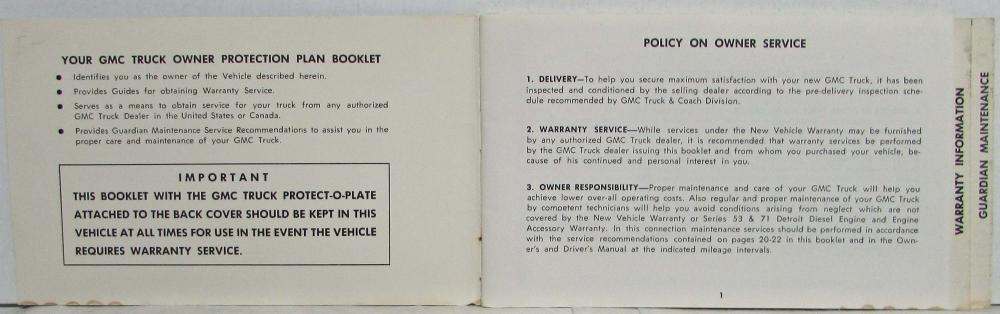 YOUR GMC TRUCK OWNER PROTECTION PLAN BOOKLET
● Identifies you as the owner of the Vehicle described herein.
● Provides Guides for obtaining Warranty Service.
● Serves as a means to obtain service for your truck from any authorized
GMC Truck Dealer in the United States or Canada.
● Provides Guardian Maintenance Service Recommendations to assist you in the
proper care and maintenance of your GMC Truck.
IMPORTANT
THIS BOOKLET WITH THE GMC TRUCK PROTECT-O-PLATE
ATTACHED TO THE BACK COVER SHOULD BE KEPT IN THIS
VEHICLE AT ALL TIMES FOR USE IN THE EVENT THE VEHICLE
REQUIRES WARRANTY SERVICE.
POLICY ON OWNER SERVICE
1. DELIVERY—To help you secure maximum satisfaction with your new GMC Truck, it has been
inspected and conditioned by the selling dealer according to the pre-delivery inspection sche-
dule recommended by GMC Truck & Coach Division.
2. WARRANTY SERVICE—While services under the New Vehicle Warranty may be furnished
by any authorized GMC Truck dealer, it is recommended that warranty services be performed
by the GMC Truck dealer issuing this booklet and from whom you purchased your vehicle, be-
cause of his continued and personal interest in you.
3. OWNER RESPONSIBILITY—Proper maintenance and care of your GMC Truck will help you
achieve lower over-all operating costs. Also regular and proper maintenance of your GMC Truck
by competent technicians will help you avoid conditions arising from neglect which are not
covered by the New Vehicle Warranty or Series 53 & 71 Detroit Diesel Engine and Engine
Accessory Warranty. In this connection maintenance services should be performed in accordance
with the service recommendations contained on pages 20-22 in this booklet and in the Own-
er's and Driver's Manual at the indicated mileage intervals.
1
WARRANTY INFORMATION
GUARDIAN MAINTENANCE